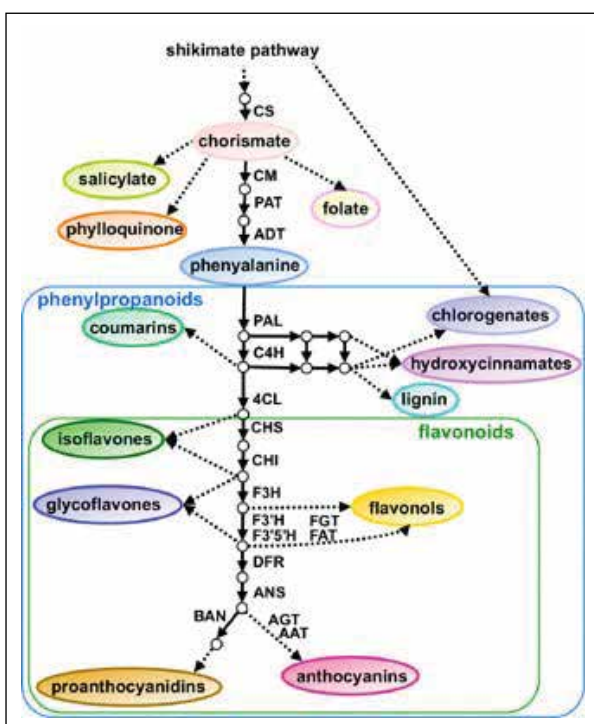 shikimate pathway
CS
chorismate
salicylate
CM
folate
PAT
phylloquinone
ADT
phenyalanine
phenylpropanoids
PAL
chlorogenates
coumarins
C4H
hydroxycinnamates
4CL
lignin
CHS
flavonoids
isoflavones
CHI
F3H
glycoflavones
flavonols
F3'H FGT
F3'5'H FAT
DFR
ANS
BAN
AGT
AAT
proanthocyanidins
anthocyanins